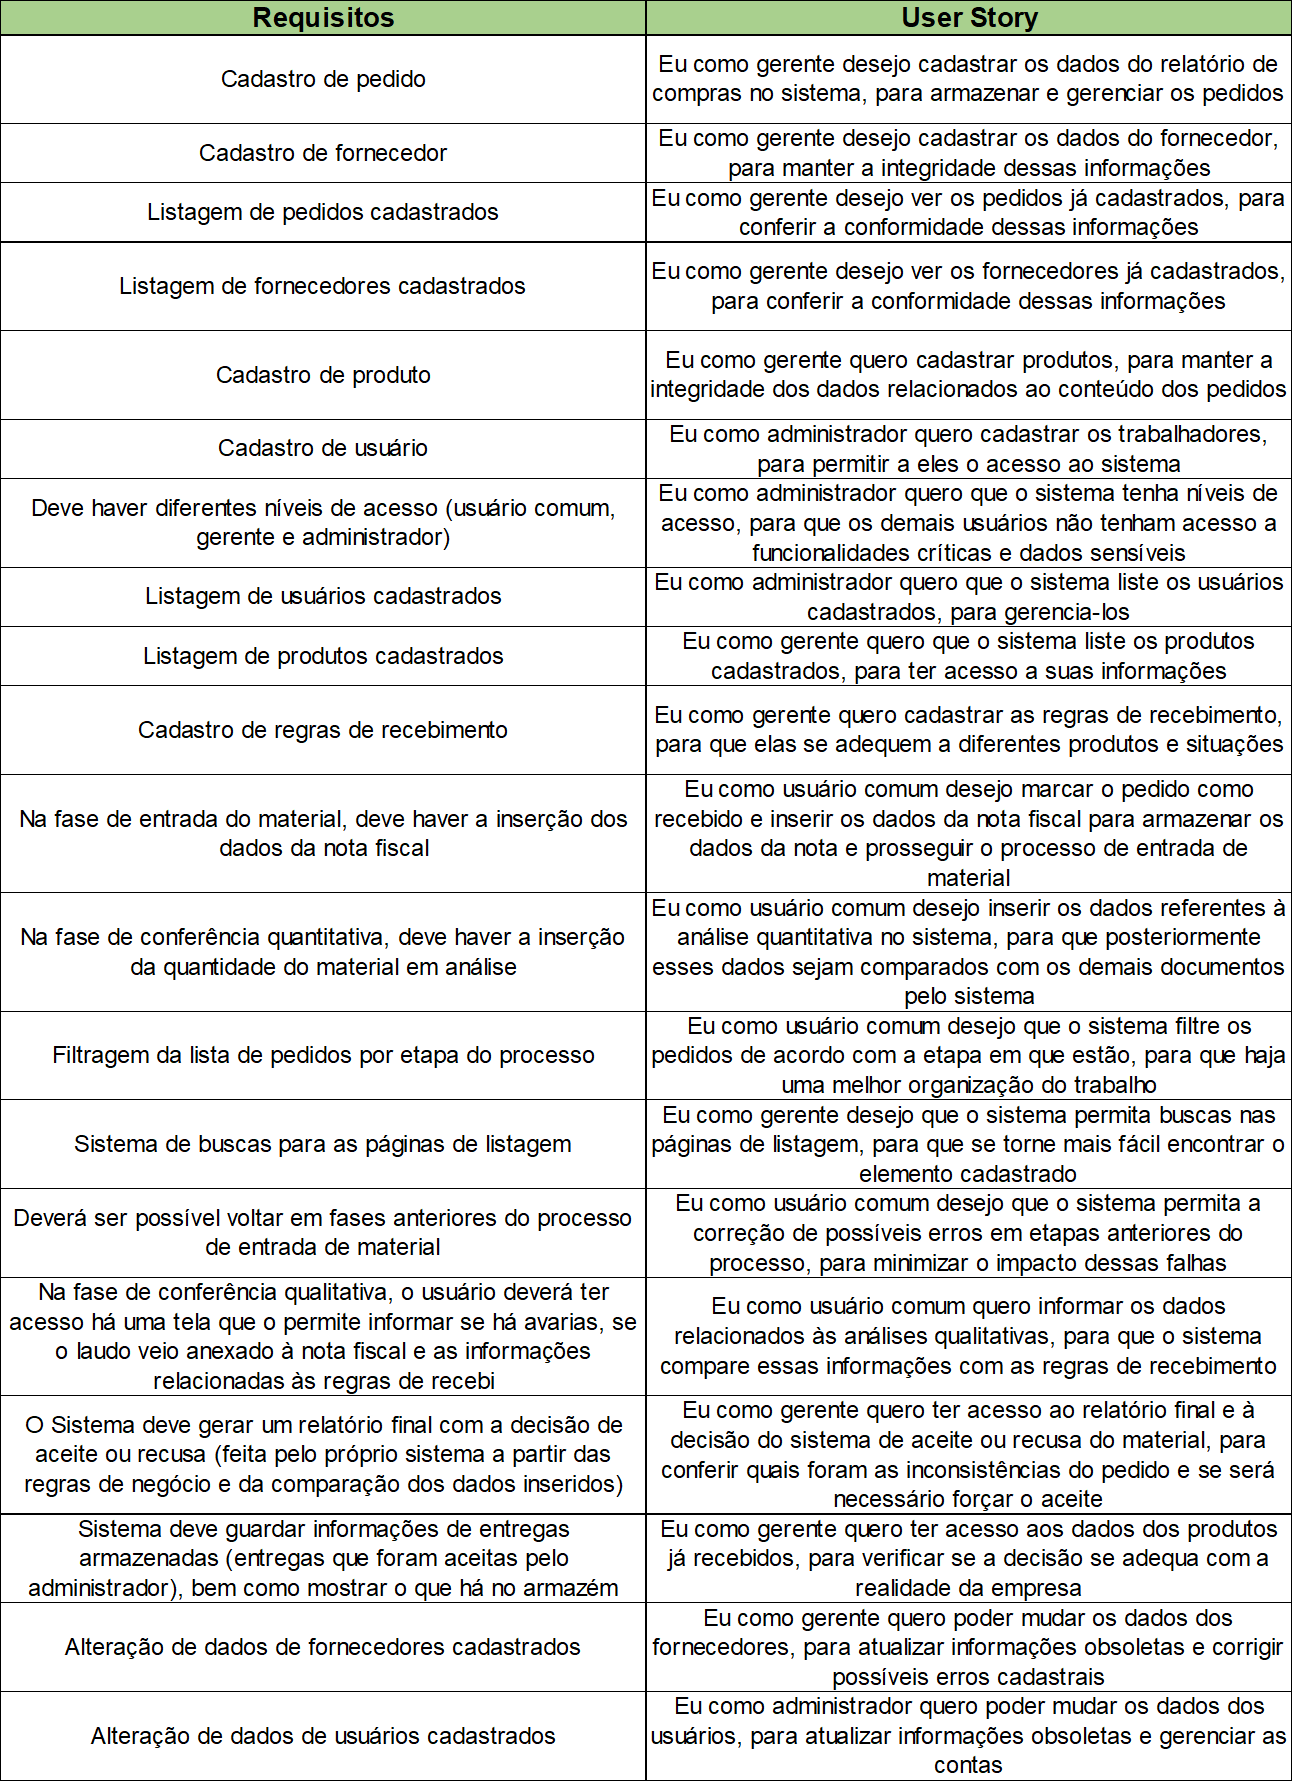 Requisitos
User Story
Cadastro de pedido
Eu como gerente desejo cadastrar os dados do relatório de
compras no sistema, para armazenar e gerenciar os pedidos
Cadastro de fornecedor
Eu como gerente desejo cadastrar os dados do fornecedor,
para manter a integridade dessas informações
Listagem de pedidos cadastrados
Eu como gerente desejo ver os pedidos já cadastrados, para
conferir a conformidade dessas informações
Listagem de fornecedores cadastrados
Eu como gerente desejo ver os fornecedores já cadastrados,
para conferir a conformidade dessas informações
Cadastro de produto
Eu como gerente quero cadastrar produtos, para manter a
integridade dos dados relacionados ao conteúdo dos pedidos
Cadastro de usuário
Eu como administrador quero cadastrar os trabalhadores,
para permitir a eles o acesso ao sistema
Deve haver diferentes níveis de acesso (usuário comum,
gerente e administrador)
Eu como administrador quero que o sistema tenha níveis de
acesso, para que os demais usuários não tenham acesso a
funcionalidades críticas e dados sensíveis
Listagem de usuários cadastrados
Eu como administrador quero que o sistema liste os usuários
cadastrados, para gerencia-los
Listagem de produtos cadastrados
Eu como gerente quero que o sistema liste os produtos
cadastrados, para ter acesso a suas informações
Cadastro de regras de recebimento
Eu como gerente quero cadastrar as regras de recebimento,
para que elas se adequem a diferentes produtos e situações
Na fase de entrada do material, deve haver a inserção dos
dados da nota fiscal
Eu como usuário comum desejo marcar o pedido como
recebido e inserir os dados da nota fiscal para armazenar os
dados da nota e prosseguir o processo de entrada de
material
Na fase de conferência quantitativa, deve haver a inserção
da quantidade do material em análise
Eu como usuário comum desejo inserir os dados referentes à
análise quantitativa no sistema, para que posteriormente
esses dados sejam comparados com os demais documentos
pelo sistema
Filtragem da lista de pedidos por etapa do processo
Eu como usuário comum desejo que o sistema filtre os
pedidos de acordo com a etapa em que estão, para que haja
uma melhor organização do trabalho
Sistema de buscas para as páginas de listagem
Eu como gerente desejo que o sistema permita buscas nas
páginas de listagem, para que se torne mais fácil encontrar o
elemento cadastrado
Deverá ser possível voltar em fases anteriores do processo
de entrada de material
Eu como usuário comum desejo que o sistema permita a
correção de possíveis erros em etapas anteriores do
processo, para minimizar o impacto dessas falhas
Na fase de conferência qualitativa, o usuário deverá ter
acesso há uma tela que o permite informar se há avarias, se
o laudo veio anexado à nota fiscal e as informações
relacionadas às regras de recebi
Eu como usuário comum quero informar os dados
relacionados às análises qualitativas, para que o sistema
compare essas informações com as regras de recebimento
O Sistema deve gerar um relatório final com a decisão de
aceite ou recusa (feita pelo próprio sistema a partir das
regras de negócio e da comparação dos dados inseridos)
Eu como gerente quero ter acesso ao relatório final e à
decisão do sistema de aceite ou recusa do material, para
conferir quais foram as inconsistências do pedido e se será
necessário forçar o aceite
Sistema deve guardar informações de entregas
armazenadas (entregas que foram aceitas pelo
administrador), bem como mostrar o que há no armazém
Eu como gerente quero ter acesso aos dados dos produtos
já recebidos, para verificar se a decisão se adequa com a
realidade da empresa
Alteração de dados de fornecedores cadastrados
Eu como gerente quero poder mudar os dados dos
fornecedores, para atualizar informações obsoletas e corrigir
possíveis erros cadastrais
Alteração de dados de usuários cadastrados
Eu como administrador quero poder mudar os dados dos
usuários, para atualizar informações obsoletas e gerenciar as
contas